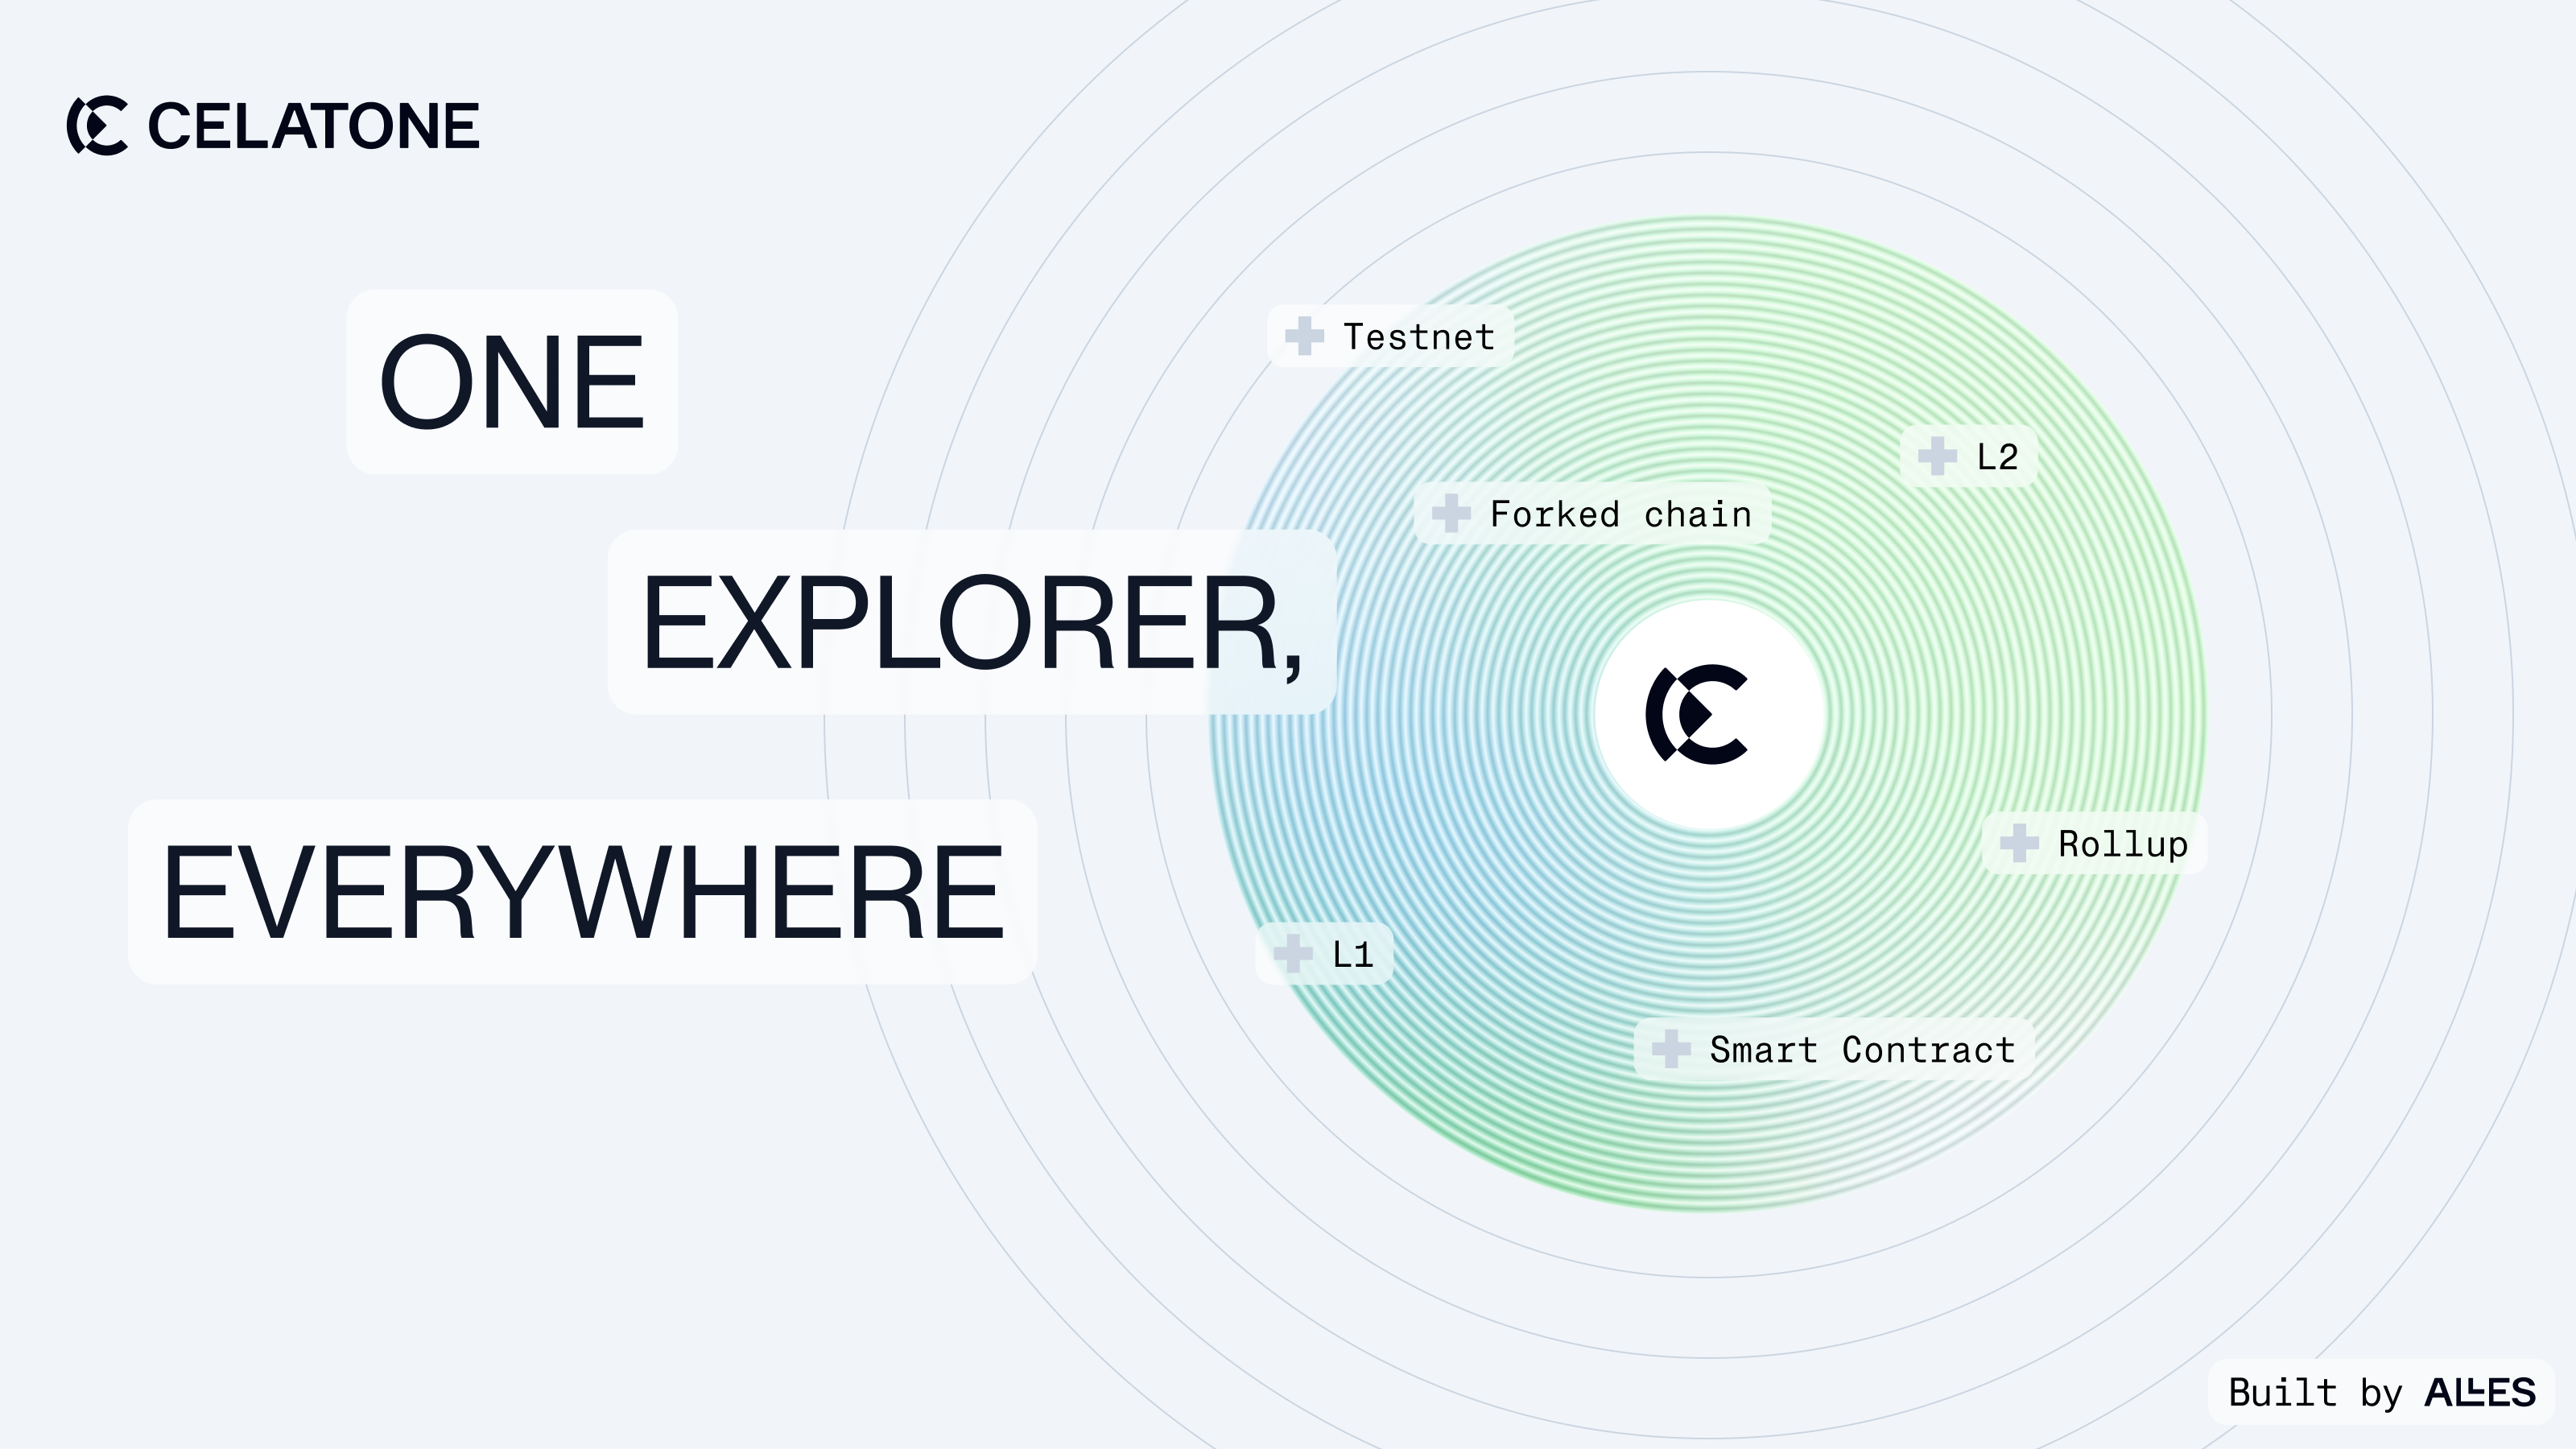 CELATONE
ONE
EXPLORER,
EVERYWHERE
Testnet
L2
Forked chain
Rollup
L1
Smart Contract
Built by ALLES